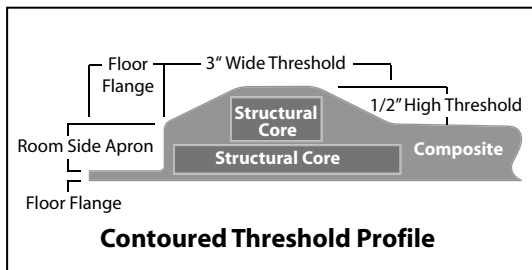 Floor
Flange
3“ Wide Threshold
1/2” High Threshold
Structural
Core
Room Side Apron
Structural Core
Composite
Floor Flange
Contoured Threshold Profile